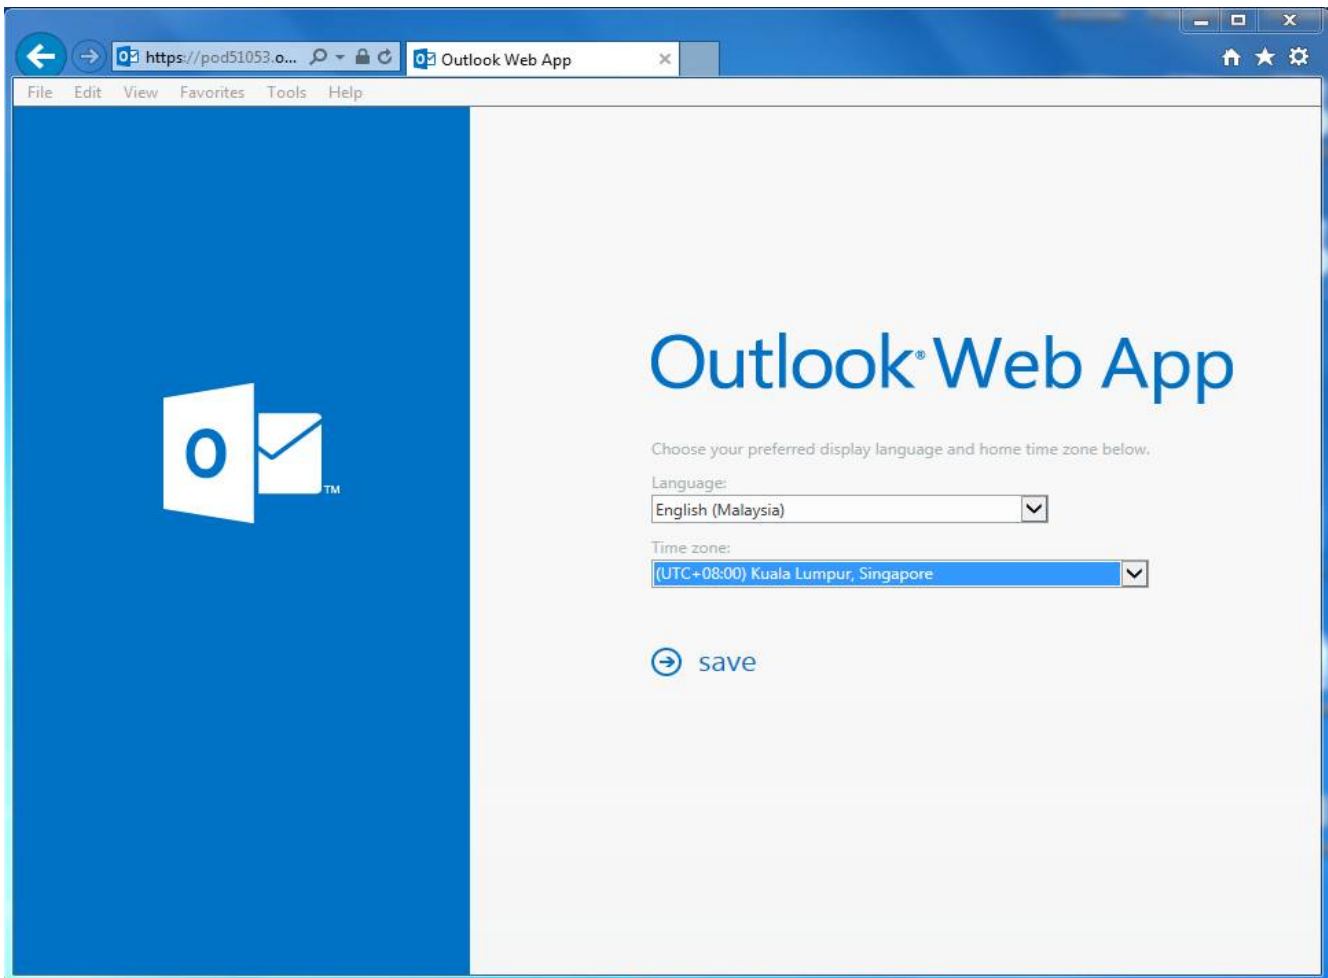 https://pod51053.o...
Outlook Web App
File Edit View Favorites Tools Help
Outlook® Web App
Choose your preferred display language and home time zone below.
Language:
English (Malaysia)
Time zone:
(UTC+08:00) Kuala Lumpur, Singapore
save
O
TM